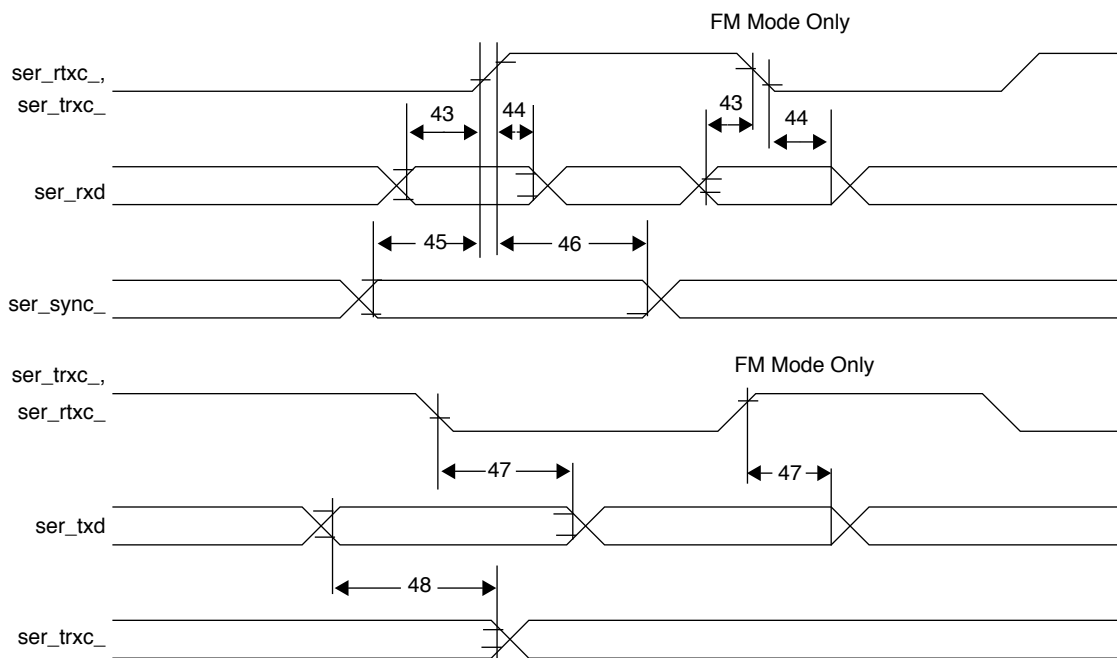 FM Mode Only
ser_rtxc_,
ser_trxc_
43
44
43
44
ser_rxd
45
46
ser_sync_
FM Mode Only
ser_trxc_,
ser_rtxc_
47
47
ser_txd
48
ser_trxc_